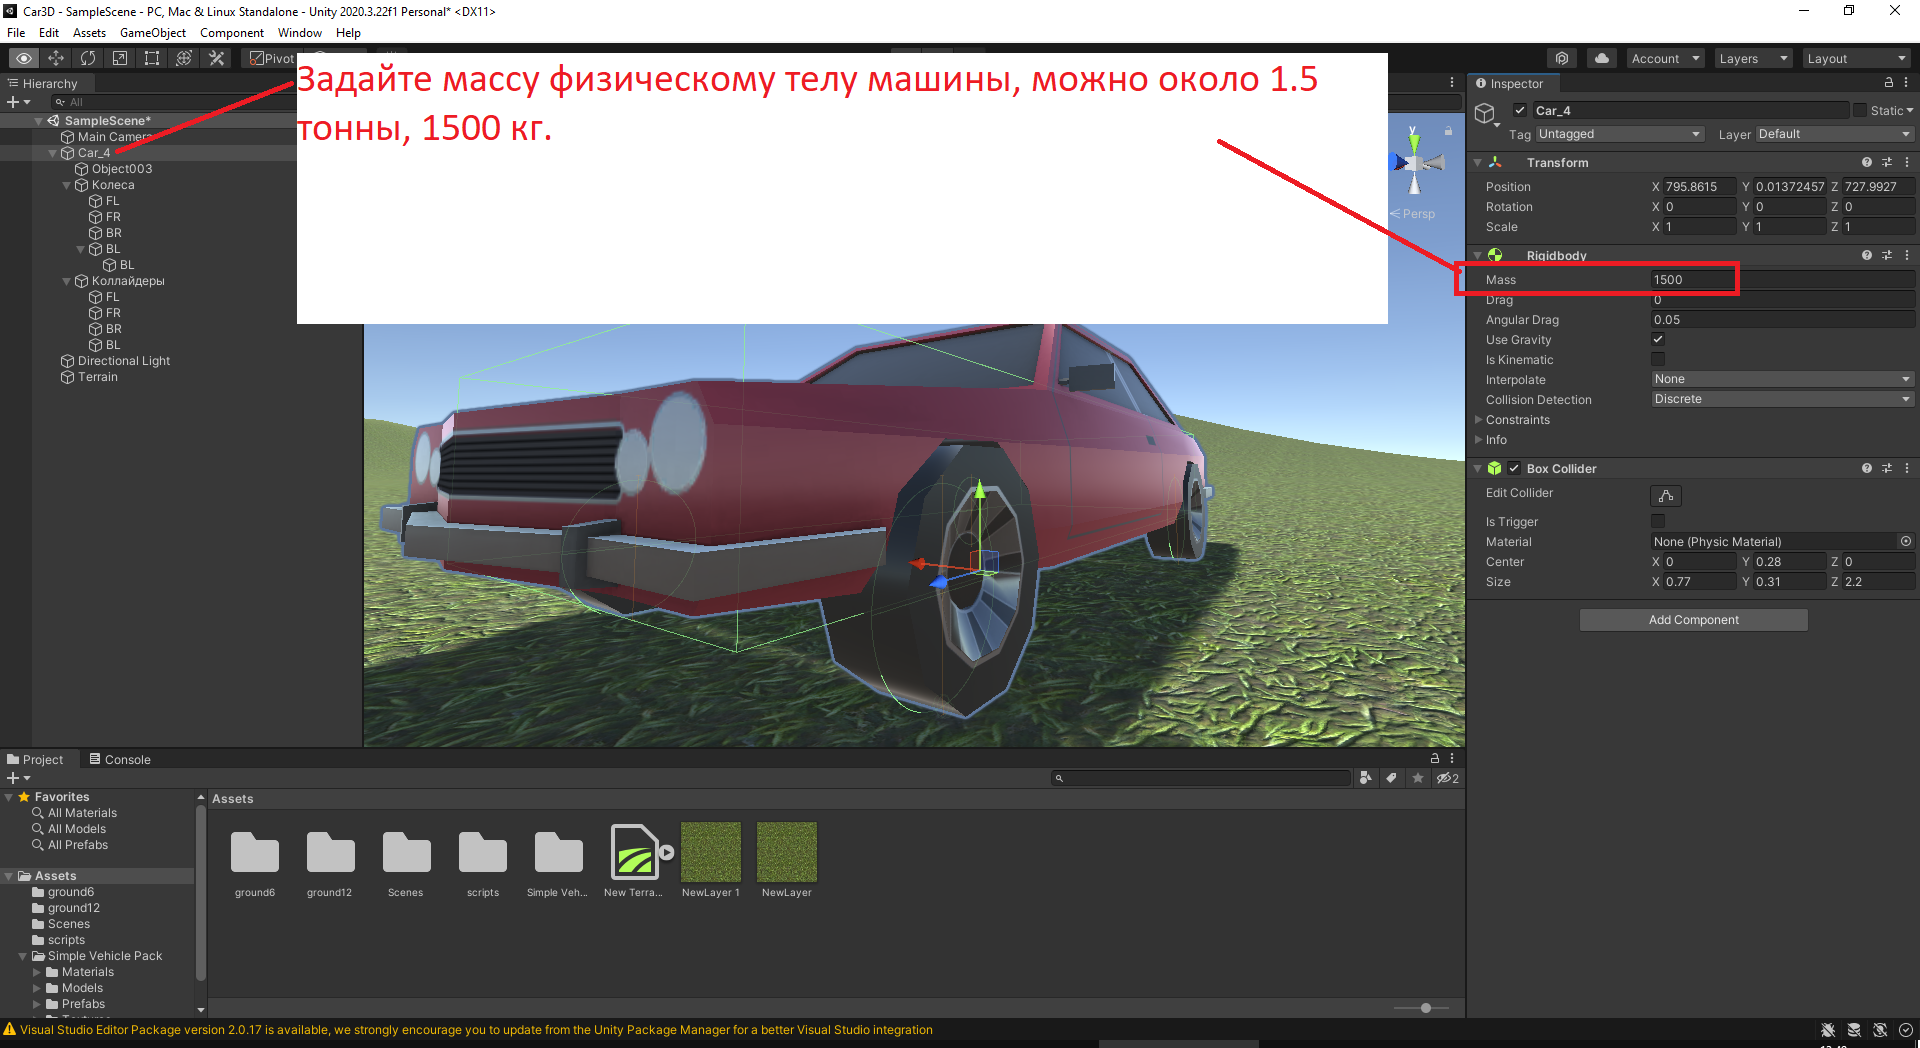 Car3D - SampleScene - PC, Mac & Linux Standalone - Unity 2020.3.22f1 Personal* <DX11>
File Edit Assets GameObject Component Window Help
Pivot
Account Layers Layout
Задайте массу физическому телу машины, можно около 1.5
тонны, 1500 кг.
Hierarchy
All
SampleScene*
Main Camera
Car_4
Object003
Колеса
FL
FR
BR
BL
BL
Коллайдеры
FL
FR
BR
BL
Directional Light
Terrain
y
Persp
Inspector
Car_4 Static
Tag Untagged Layer Default
Transform
Position X 795.8615 Y 0.01372457 Z 727.9927
Rotation X 0 Y 0 Z 0
Scale X 1 Y 1 Z 1
Rigidbody
Mass 1500
Drag 0
Angular Drag 0.05
Use Gravity
Is Kinematic
Interpolate None
Collision Detection Discrete
Constraints
Info
Box Collider
Edit Collider
Is Trigger
Material None (Physic Material)
Center X 0 Y 0.28 Z 0
Size X 0.77 Y 0.31 Z 2.2
Add Component
Project Console
2
Favorites
All Materials
All Models
All Prefabs
Assets
ground6
ground12
Scenes
scripts
Simple Vehicle Pack
Materials
Models
Prefabs
Assets
ground6 ground12 Scenes scripts Simple Veh... New Terra... NewLayer 1 NewLayer
Visual Studio Editor Package version 2.0.17 is available, we strongly encourage you to update from the Unity Package Manager for a better Visual Studio integration